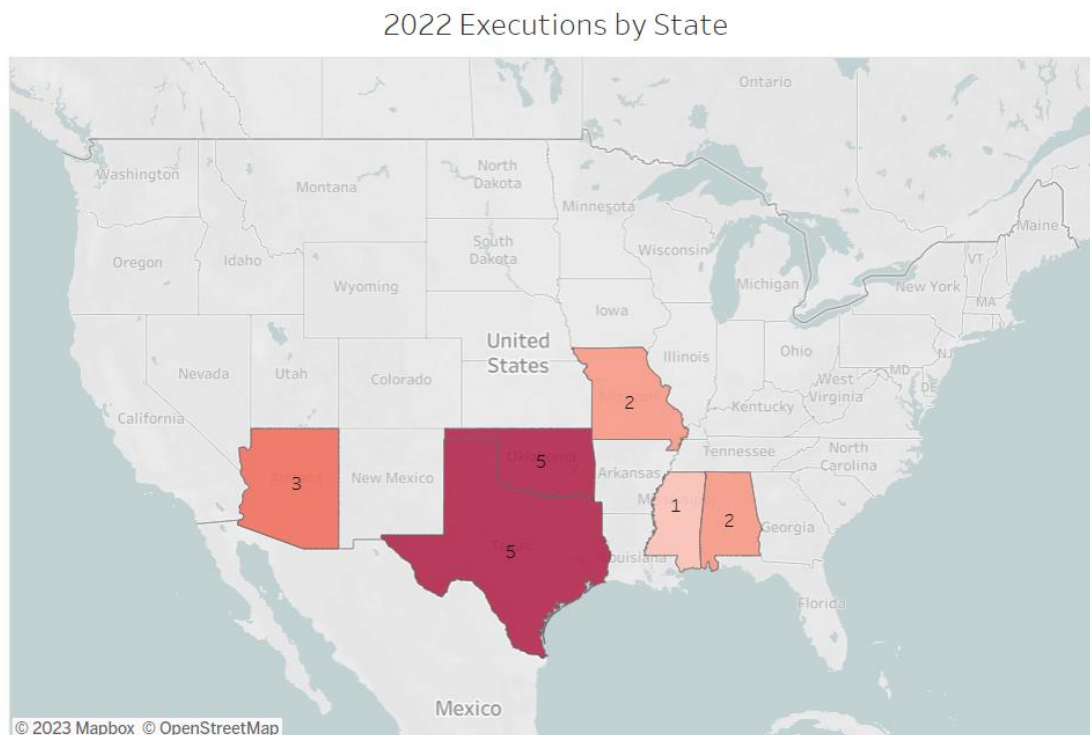 2022 Executions by State
Ontario
Washington
North
Dakota
Montana
Minnesota
Maine
Oregon
Idaho
South
Dakota
Wisconsin
VT
Michigan
New York
Wyoming
MA
Iowa
United
States
Nevada
Utah
Colorado
Illinois
Ohio
NJ
MD
DE
West
Virginia
California
2
Kentucky
Tennessee
North
Carolina
Oklahoma
5
Arkansas
3
New Mexico
1
2
Georgia
5
Louisiana
Florida
Mexico
© 2023 Mapbox © OpenStreetMap